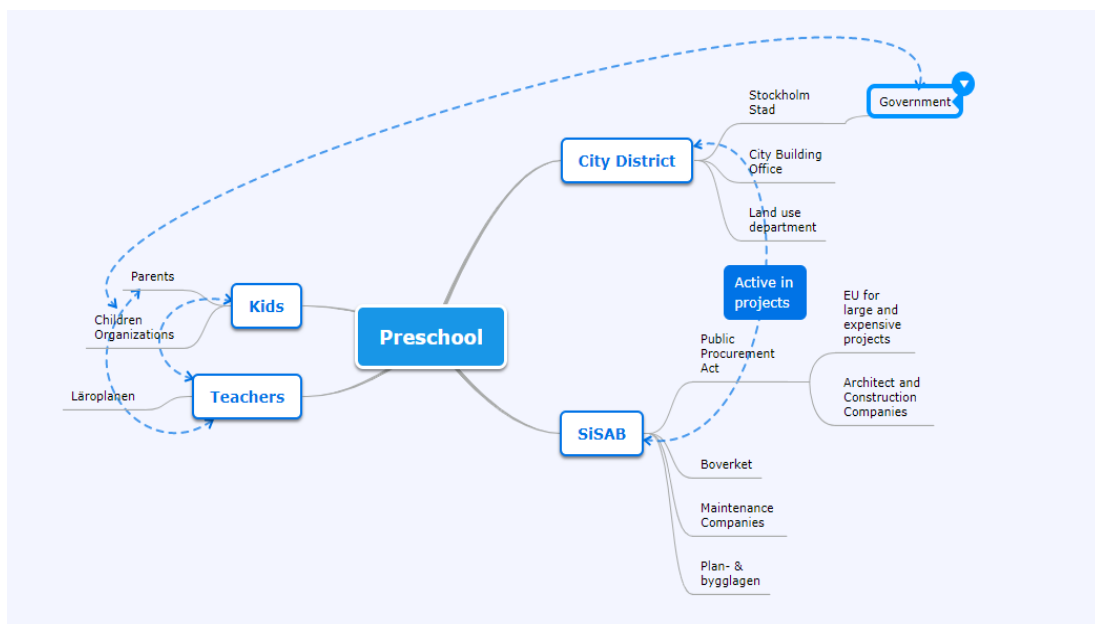 Stockholm
Stad
Government
City District
City Building
Office
Land use
department
Active in
projects
Parents
Kids
Children
Organizations
Preschool
Läroplanen
Teachers
SiSAB
Public
Procurement
Act
EU for
large and
expensive
projects
Architect and
Construction
Companies
Boverket
Maintenance
Companies
Plan- &
bygglagen